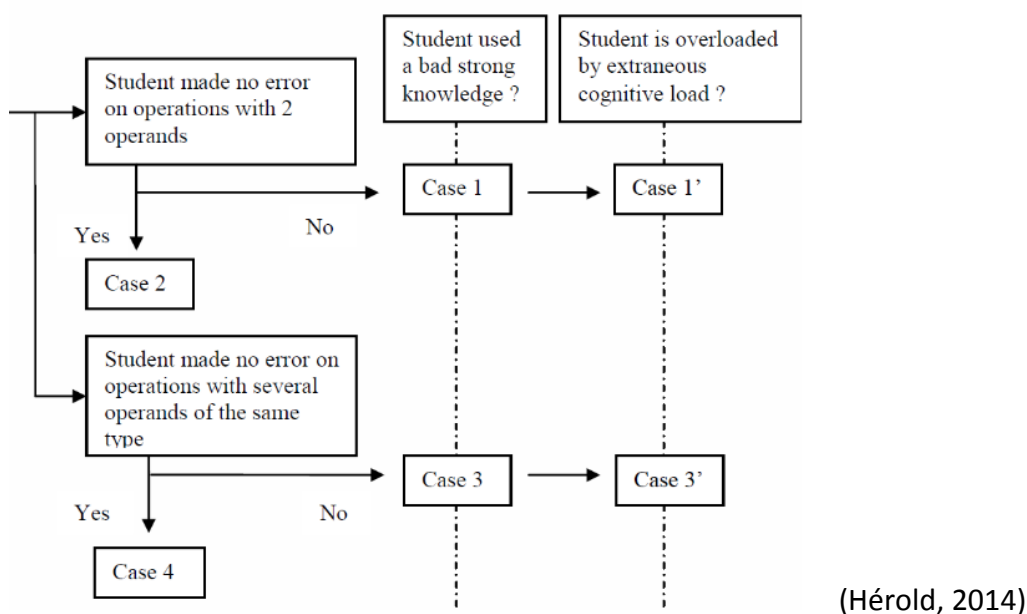 Student used
a bad strong
knowledge ?
Student is overloaded
by extraneous
cognitive load ?
Student made no error
on operations with 2
operands
Case 1
Case 1’
No
Yes
Case 2
Student made no error on
operations with several
operands of the same
type
Case 3
Case 3’
No
Yes
Case 4
(Hérold, 2014)